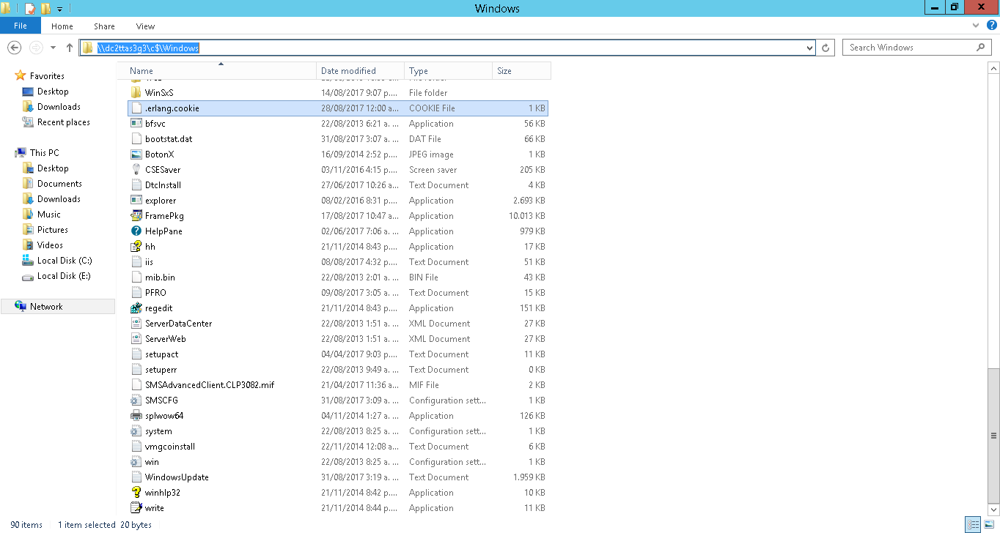 Windows
File Home Share View
\\dc2ttas3g3\c$\Windows
Search Windows
Name Date modified Type Size
WinSxS 14/08/2017 9:07 p.... File folder
.erlang.cookie 28/08/2017 12:00 a... COOKIE File 1 KB
bfsvc 22/08/2013 6:21 a. ... Application 56 KB
bootstat.dat 31/08/2017 3:07 a. ... DAT File 66 KB
BotonX 16/09/2014 2:52 p.... JPEG image 1 KB
CSESaver 03/11/2016 4:15 p.... Screen saver 205 KB
DtcInstall 27/06/2017 10:26 a... Text Document 4 KB
explorer 08/02/2016 8:31 p.... Application 2.693 KB
FramePkg 17/08/2017 10:47 a... Application 10.013 KB
HelpPane 02/06/2017 7:06 a. ... Application 979 KB
hh 21/11/2014 8:43 p.... Application 17 KB
iis 08/08/2017 4:32 p.... Text Document 51 KB
mib.bin 22/08/2013 2:01 a. ... BIN File 43 KB
PFRO 09/08/2017 3:05 a. ... Text Document 15 KB
regedit 21/11/2014 8:43 p.... Application 151 KB
ServerDataCenter 22/08/2013 1:51 a. ... XML Document 27 KB
ServerWeb 22/08/2013 1:51 a. ... XML Document 27 KB
setupact 04/04/2017 9:03 p.... Text Document 11 KB
setuperr 22/08/2013 9:49 a. ... Text Document 0 KB
SMSAdvancedClient.CLP3082.mif 21/04/2017 11:36 a... MIF File 2 KB
SMSCFG 31/08/2017 3:09 a. ... Configuration sett... 1 KB
splwow64 04/11/2014 1:27 a. ... Application 126 KB
system 22/08/2013 8:25 a. ... Configuration sett... 1 KB
vmgcoinstall 22/11/2014 12:08 a... Text Document 6 KB
win 22/08/2013 8:25 a. ... Configuration sett... 1 KB
WindowsUpdate 31/08/2017 3:19 a. ... Text Document 1.959 KB
winhlp32 21/11/2014 8:42 p.... Application 10 KB
write 21/11/2014 8:44 p.... Application 11 KB
Favorites
Desktop
Downloads
Recent places
This PC
Desktop
Documents
Downloads
Music
Pictures
Videos
Local Disk (C:)
Local Disk (E:)
Network
90 items 1 item selected 20 bytes